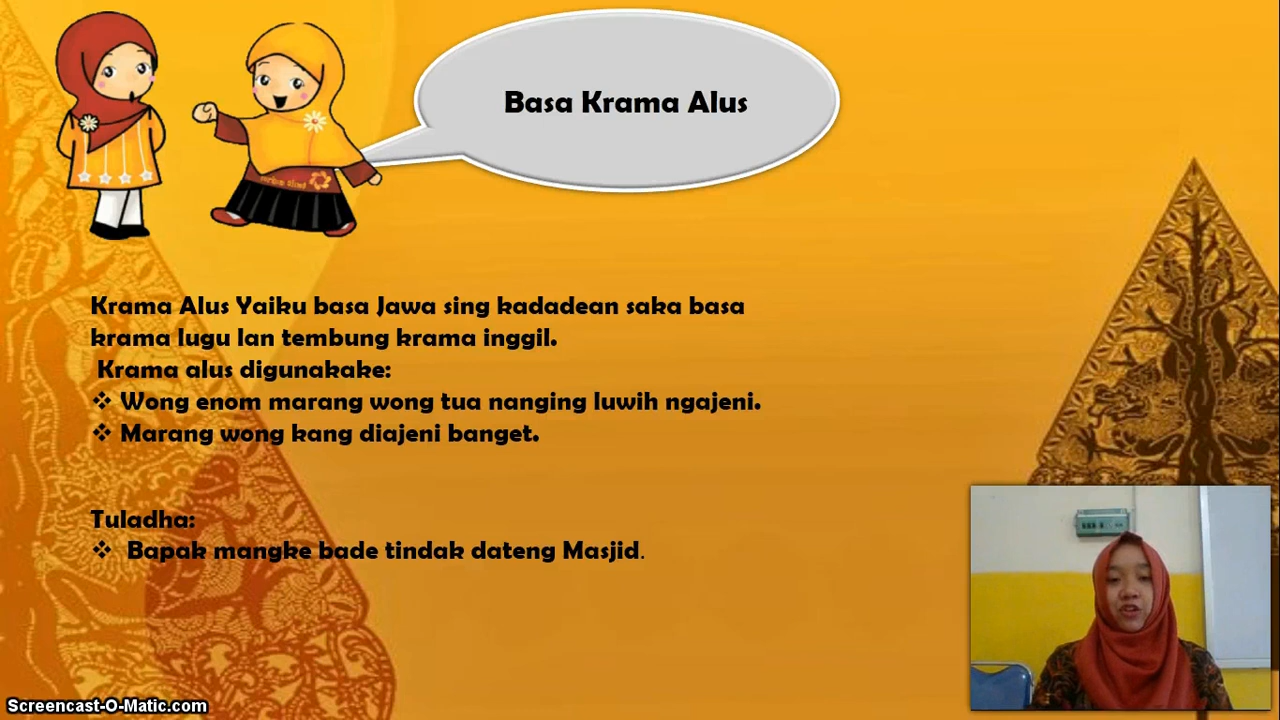 Basa Krama Alus
Krama Alus Yaiku basa Jawa sing kadadean saka basa
krama lugu lan tembung krama inggil.
Krama alus digunakake:
❖ Wong enom marang wong tua nanging luwih ngajeni.
❖ Marang wong kang diajeni banget.
Tuladha:
❖ Bapak mangke bade tindak dateng Masjid.
Screencast-O-Matic.com